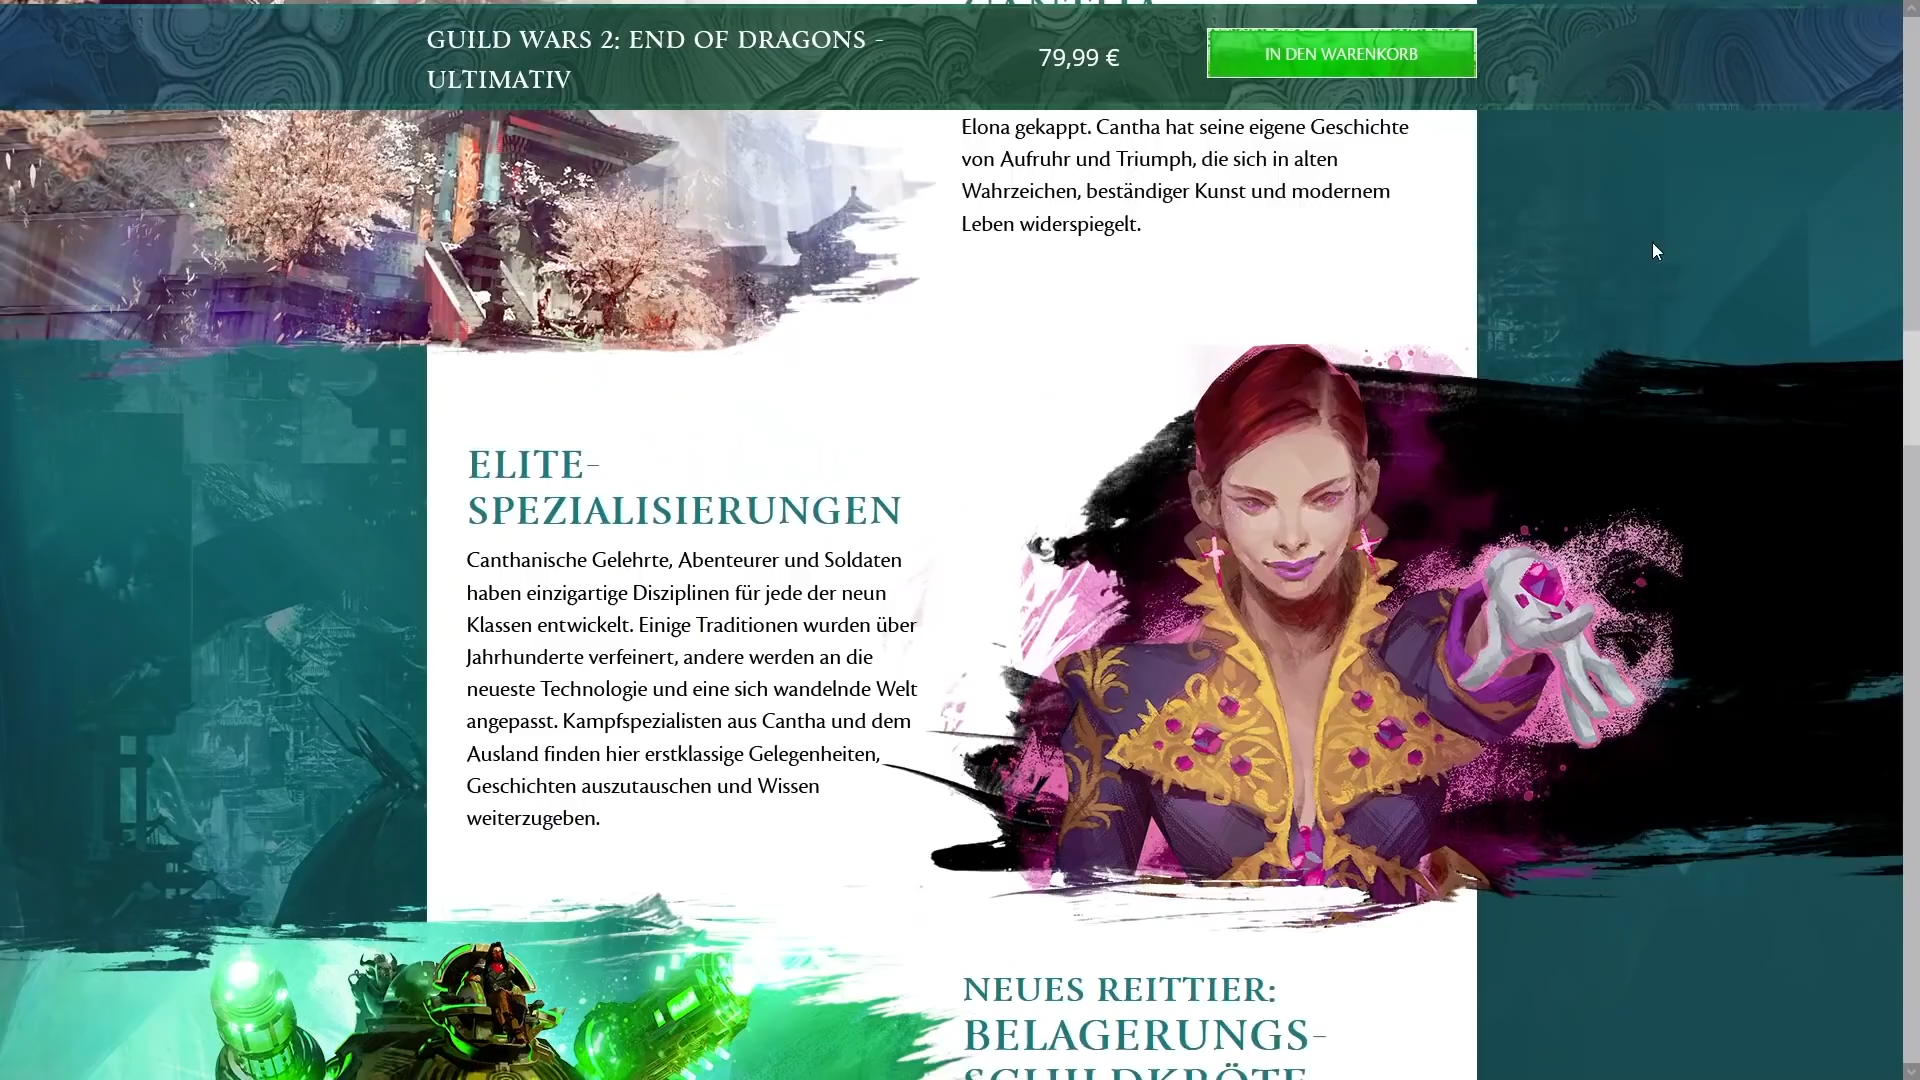 GUILD WARS 2: END OF DRAGONS -
ULTIMATIV
79,99 €
IN DEN WARENKORB
Elona gekappt. Cantha hat seine eigene Geschichte
von Aufruhr und Triumph, die sich in alten
Wahrzeichen, beständiger Kunst und modernem
Leben widerspiegelt.
ELITE-
SPEZIALISIERUNGEN
Canthanische Gelehrte, Abenteurer und Soldaten
haben einzigartige Disziplinen für jede der neun
Klassen entwickelt. Einige Traditionen wurden über
Jahrhunderte verfeinert, andere werden an die
neueste Technologie und eine sich wandelnde Welt
angepasst. Kampfspezialisten aus Cantha und dem
Ausland finden hier erstklassige Gelegenheiten,
Geschichten auszutauschen und Wissen
weiterzugeben.
NEUES REITTIER:
BELAGERUNGS-
SCHILDKRÖTE